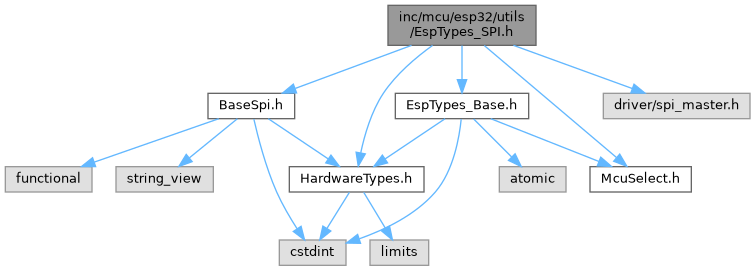 inc/mcu/esp32/utils
/EspTypes_SPI.h
BaseSpi.h
EspTypes_Base.h
driver/spi_master.h
functional
string_view
HardwareTypes.h
atomic
McuSelect.h
cstdint
limits